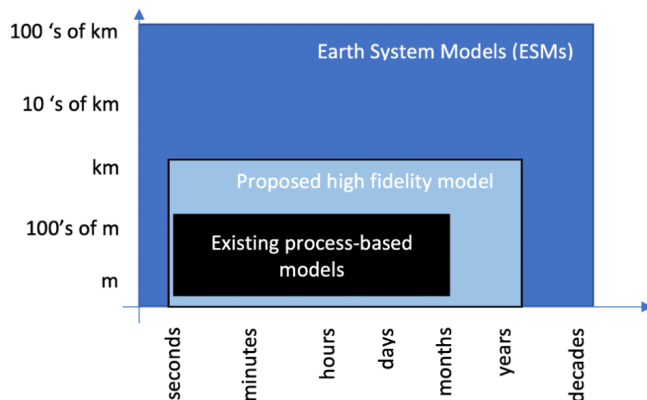 100 's of km
Earth System Models (ESMs)
10 ‘s of km
km
Proposed high fidelity model
100’s of m
Existing process-based
models
m
seconds
minutes
hours
days
months
years
decades